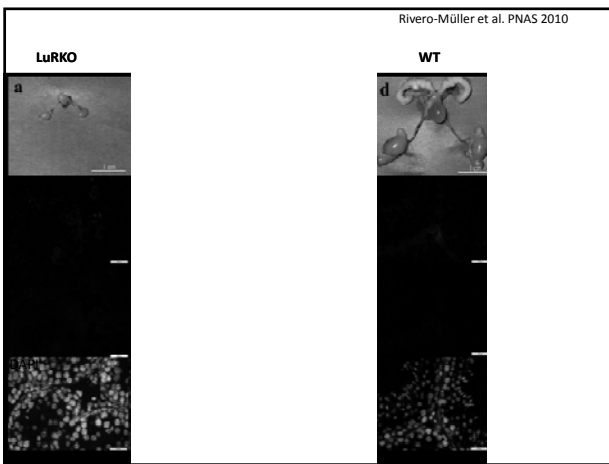 Rivero-Müller et al. PNAS 2010
LuRKO
WT
a
d
1 cm
DAPI